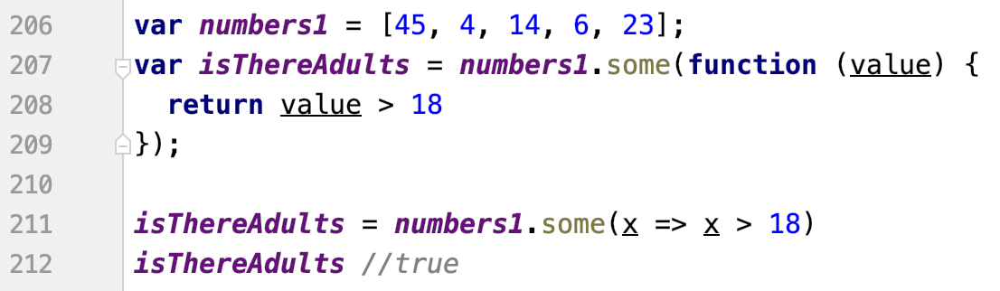 206 var numbers1 = [45, 4, 14, 6, 23];
207 var isThereAdults = numbers1.some(function (value) {
208   return value > 18
209 });
210
211 isThereAdults = numbers1.some(x => x > 18)
212 isThereAdults //true